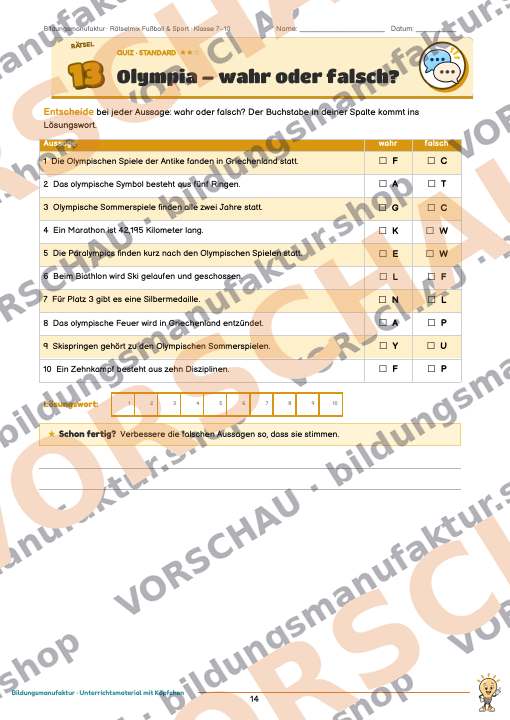 Bildungsmanufaktur · Rätselmix Fußball & Sport · Klasse 7–10 Name: Datum:
RÄTSEL
13
QUIZ · STANDARD ★★☆
Olympia – wahr oder falsch?
Entscheide bei jeder Aussage: wahr oder falsch? Der Buchstabe in deiner Spalte kommt ins
Lösungswort.
Aussage wahr falsch
1 Die Olympischen Spiele der Antike fanden in Griechenland statt. ☐ F ☐ C
2 Das olympische Symbol besteht aus fünf Ringen. ☐ A ☐ T
3 Olympische Sommerspiele finden alle zwei Jahre statt. ☐ G ☐ C
4 Ein Marathon ist 42,195 Kilometer lang. ☐ K ☐ W
5 Die Paralympics finden kurz nach den Olympischen Spielen statt. ☐ E ☐ W
6 Beim Biathlon wird Ski gelaufen und geschossen. ☐ L ☐ F
7 Für Platz 3 gibt es eine Silbermedaille. ☐ N ☐ L
8 Das olympische Feuer wird in Griechenland entzündet. ☐ A ☐ P
9 Skispringen gehört zu den Olympischen Sommerspielen. ☐ Y ☐ U
10 Ein Zehnkampf besteht aus zehn Disziplinen. ☐ F ☐ P
Lösungswort: 1 2 3 4 5 6 7 8 9 10
★ Schon fertig? Verbessere die falschen Aussagen so, dass sie stimmen.
VORSCHAU · bildungsmanufaktur.shop
Bildungsmanufaktur · Unterrichtsmaterial mit Köpfchen
14